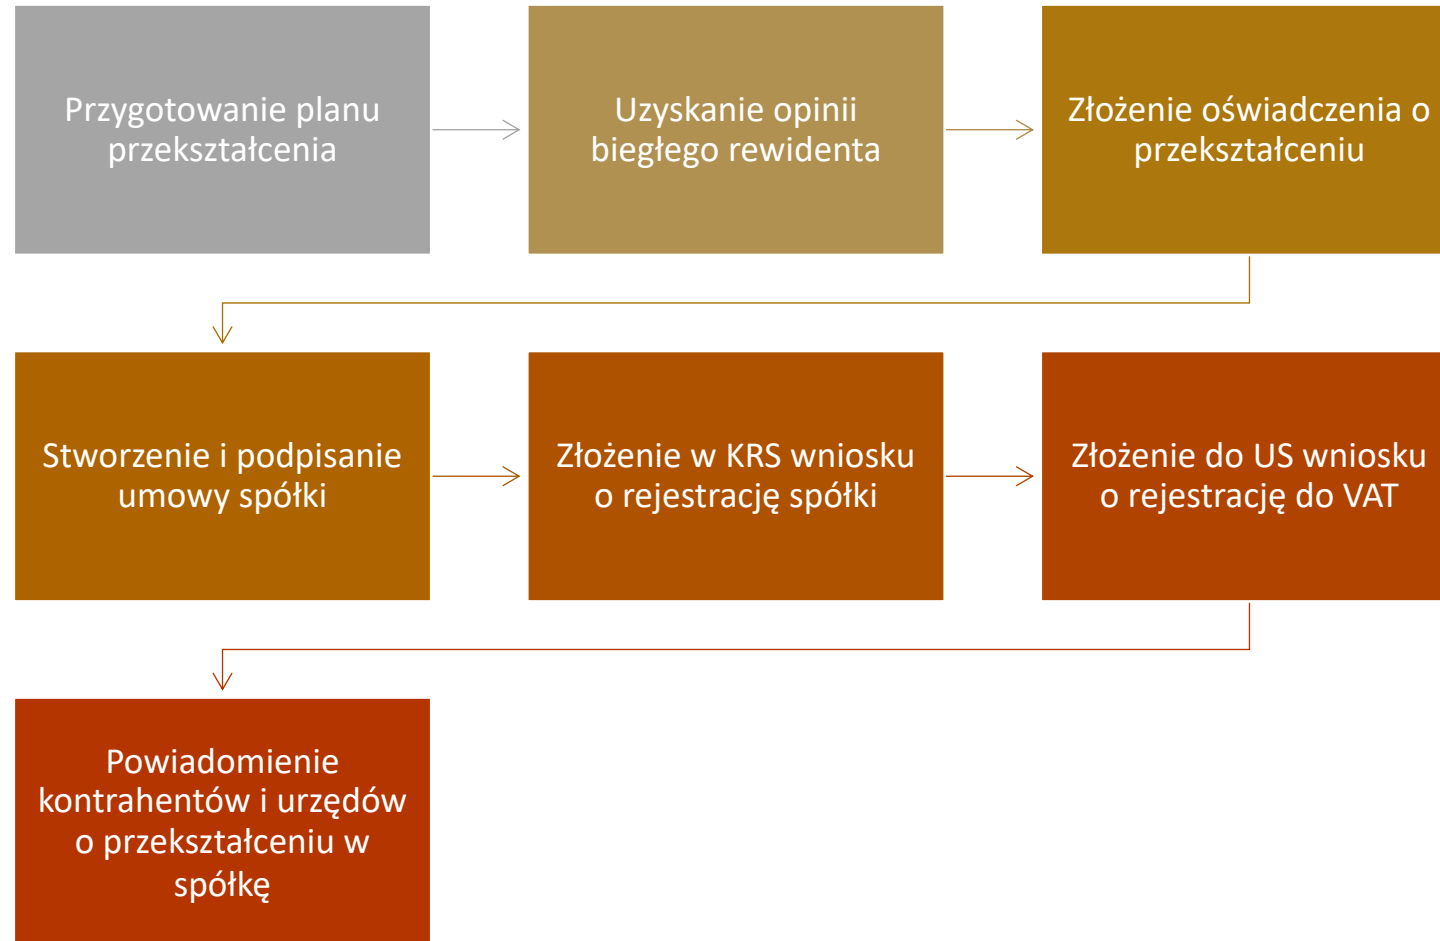 Przygotowanie planu
przekształcenia
Uzyskanie opinii
biegłego rewidenta
Złożenie oświadczenia o
przekształceniu
Stworzenie i podpisanie
umowy spółki
Złożenie w KRS wniosku
o rejestrację spółki
Złożenie do US wniosku
o rejestrację do VAT
Powiadomienie
kontrahentów i urzędów
o przekształceniu w
spółkę